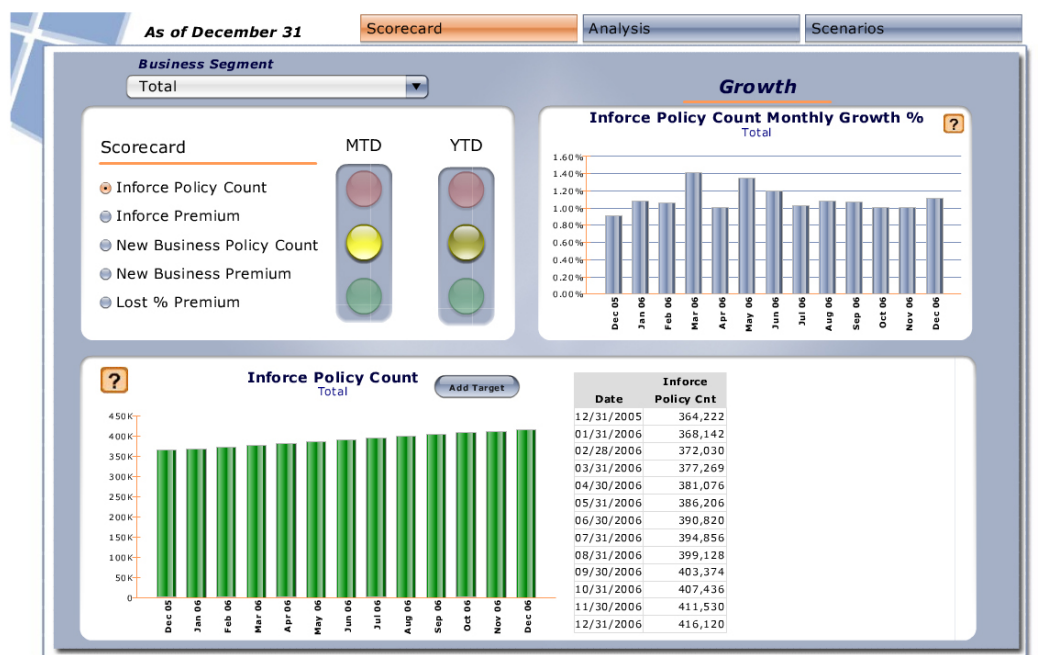 As of December 31
Scorecard
Analysis
Scenarios
Business Segment
Total
Growth
Scorecard
MTD
YTD
Inforce Policy Count
Inforce Premium
New Business Policy Count
New Business Premium
Lost % Premium
Inforce Policy Count Monthly Growth %
Total
?
1.60%
1.40%
1.20%
1.00%
0.80%
0.60%
0.40%
0.20%
0.00%
Dec 05
Jan 06
Feb 06
Mar 06
Apr 06
May 06
Jun 06
Jul 06
Aug 06
Sep 06
Oct 06
Nov 06
Dec 06
?
Inforce Policy Count
Total
Add Target
450K
400K
350K
300K
250K
200K
150K
100K
50K
0
Dec 05
Jan 06
Feb 06
Mar 06
Apr 06
May 06
Jun 06
Jul 06
Aug 06
Sep 06
Oct 06
Nov 06
Dec 06
Inforce
Date Policy Cnt
12/31/2005 364,222
01/31/2006 368,142
02/28/2006 372,030
03/31/2006 377,269
04/30/2006 381,076
05/31/2006 386,206
06/30/2006 390,820
07/31/2006 394,856
08/31/2006 399,128
09/30/2006 403,374
10/31/2006 407,436
11/30/2006 411,530
12/31/2006 416,120